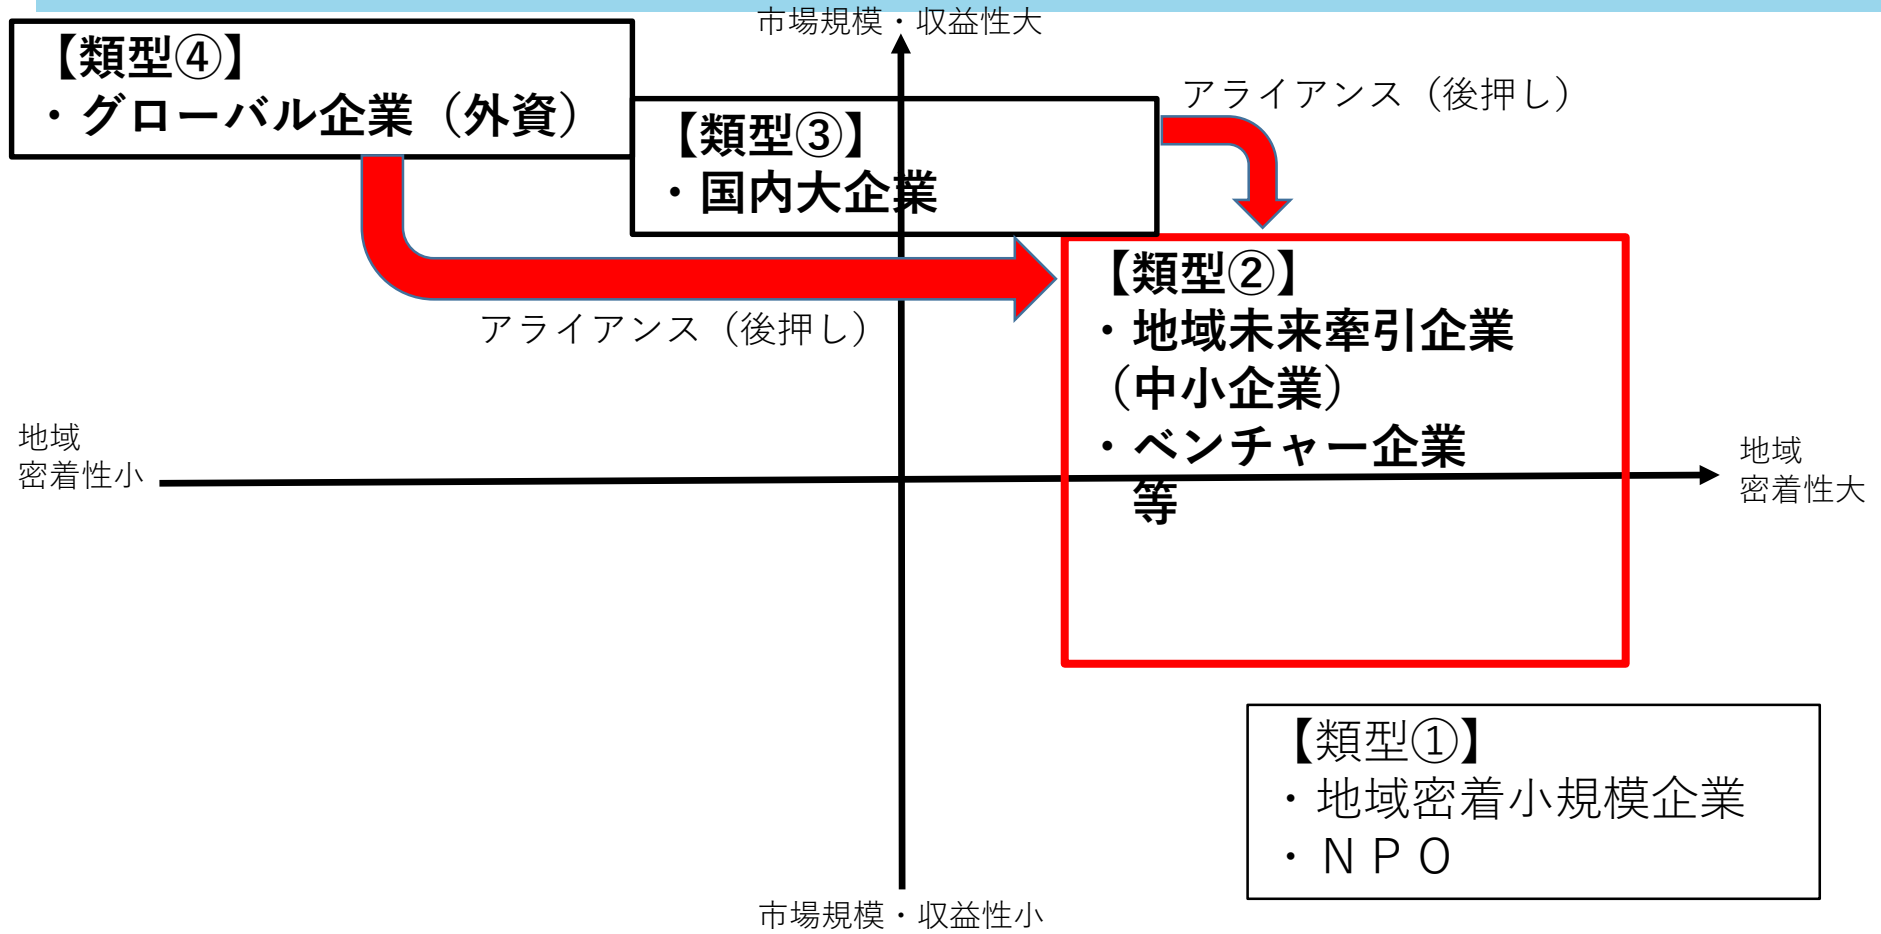 市場規模・収益性大
【類型④】
・グローバル企業（外資）
アライアンス（後押し）
【類型③】
・国内大企業
【類型②】
・地域未来牽引企業
（中小企業）
・ベンチャー企業
等
アライアンス（後押し）
地域
密着性小
地域
密着性大
【類型①】
・地域密着小規模企業
・ＮＰＯ
市場規模・収益性小